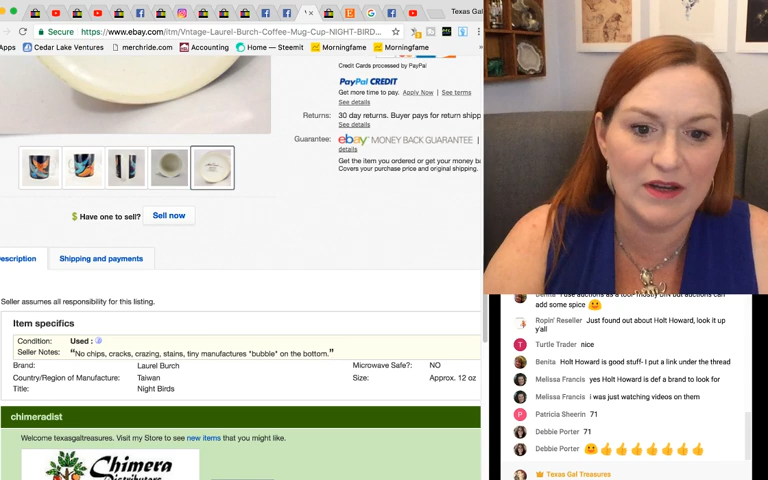 Texas Gal
Secure
https://www.ebay.com/itm/Vntage-Laurel-Burch-Coffee-Mug-Cup-NIGHT-BIRD...
Apps
Cedar Lake Ventures
merchride.com
Accounting
Home — Steemit
Morningfame
Morningfame
Credit Cards processed by PayPal
PayPal CREDIT
Get more time to pay. Apply Now | See terms
See details
Returns: 30 day returns. Buyer pays for return shipp
See details
Guarantee: ebay MONEY BACK GUARANTEE |
details
Get the item you ordered or get your money b
Covers your purchase price and original shipping.
$ Have one to sell? Sell now
escription
Shipping and payments
Seller assumes all responsibility for this listing.
Item specifics
Condition: Used :
Seller Notes: "No chips, cracks, crazing, stains, tiny manufactures *bubble* on the bottom."
Brand: Laurel Burch Microwave Safe?: NO
Country/Region of Manufacture: Taiwan Size: Approx. 12 oz
Title: Night Birds
chimeradist
Welcome texasgaltreasures. Visit my Store to see new items that you might like.
Chimera
add some spice
Ropin' Reseller Just found out about Holt Howard, look it up
y'all
Turtle Trader nice
Benita Holt Howard is good stuff- I put a link under the thread
Melissa Francis yes Holt Howard is def a brand to look for
Melissa Francis i was just watching videos on them
Patricia Sheerin 71
Debbie Porter 71
Debbie Porter
Texas Gal Treasures